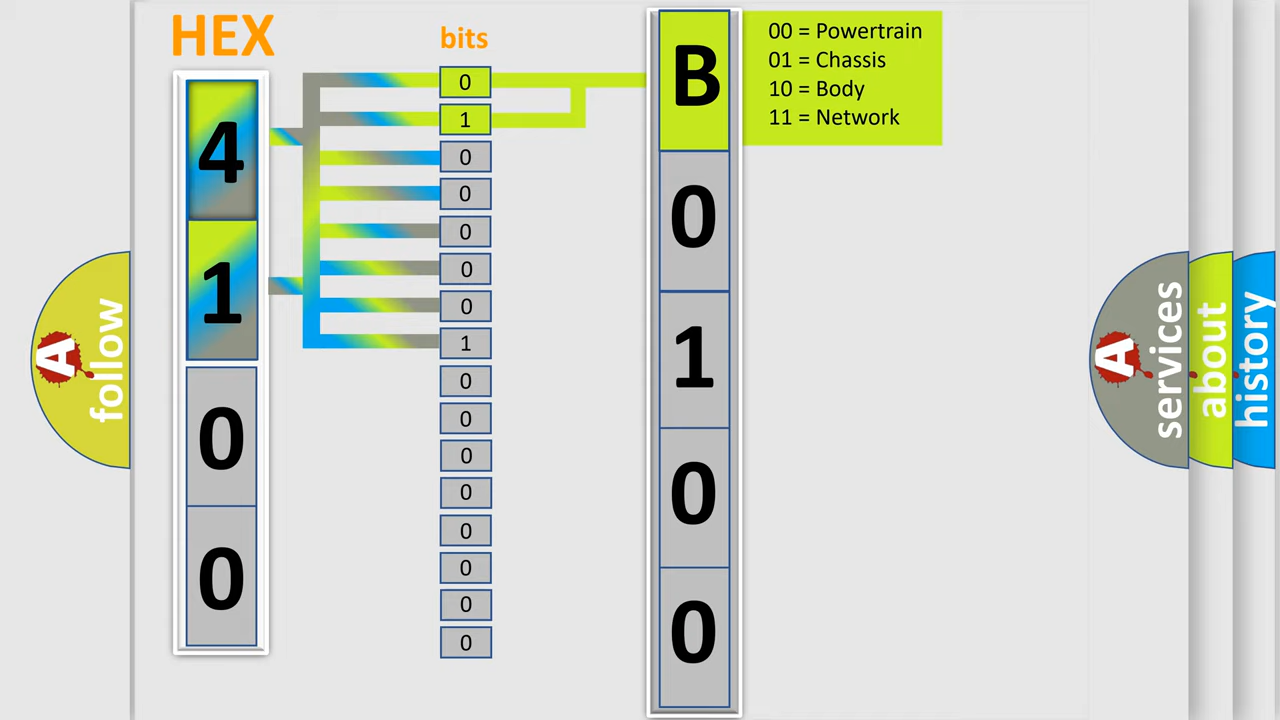 HEX
bits
4
1
0
0
0
1
0
0
0
0
0
1
0
0
0
0
0
0
0
0
B
0
1
0
0
00 = Powertrain
01 = Chassis
10 = Body
11 = Network
A follow
A services
about
history